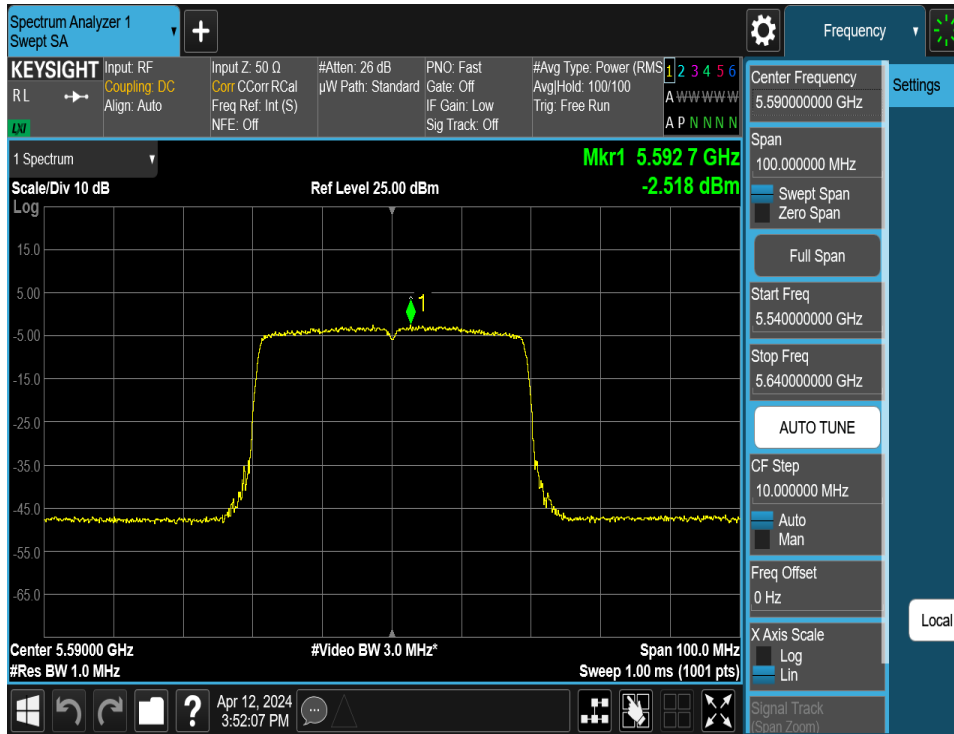 Spectrum Analyzer 1
Swept SA
+
Frequency
KEYSIGHT
RL
LXI
Input: RF
Coupling: DC
Align: Auto
Input Z: 50 Ω
Corr CCorr RCal
Freq Ref: Int (S)
NFE: Off
#Atten: 26 dB
µW Path: Standard
PNO: Fast
Gate: Off
IF Gain: Low
Sig Track: Off
#Avg Type: Power (RMS
Avg|Hold: 100/100
Trig: Free Run
1 2 3 4 5 6
A W W W W W
A P N N N N
1 Spectrum
Mkr1 5.592 7 GHz
Scale/Div 10 dB
Ref Level 25.00 dBm
-2.518 dBm
Log
15.0
5.00
-5.00
-15.0
-25.0
-35.0
-45.0
-55.0
-65.0
1
Center 5.59000 GHz
#Video BW 3.0 MHz*
Span 100.0 MHz
#Res BW 1.0 MHz
Sweep 1.00 ms (1001 pts)
Center Frequency
5.590000000 GHz
Settings
Span
100.000000 MHz
Swept Span
Zero Span
Full Span
Start Freq
5.540000000 GHz
Stop Freq
5.640000000 GHz
AUTO TUNE
CF Step
10.000000 MHz
Auto
Man
Freq Offset
0 Hz
Local
X Axis Scale
Log
Lin
Signal Track
(Span Zoom)
?
Apr 12, 2024
3:52:07 PM